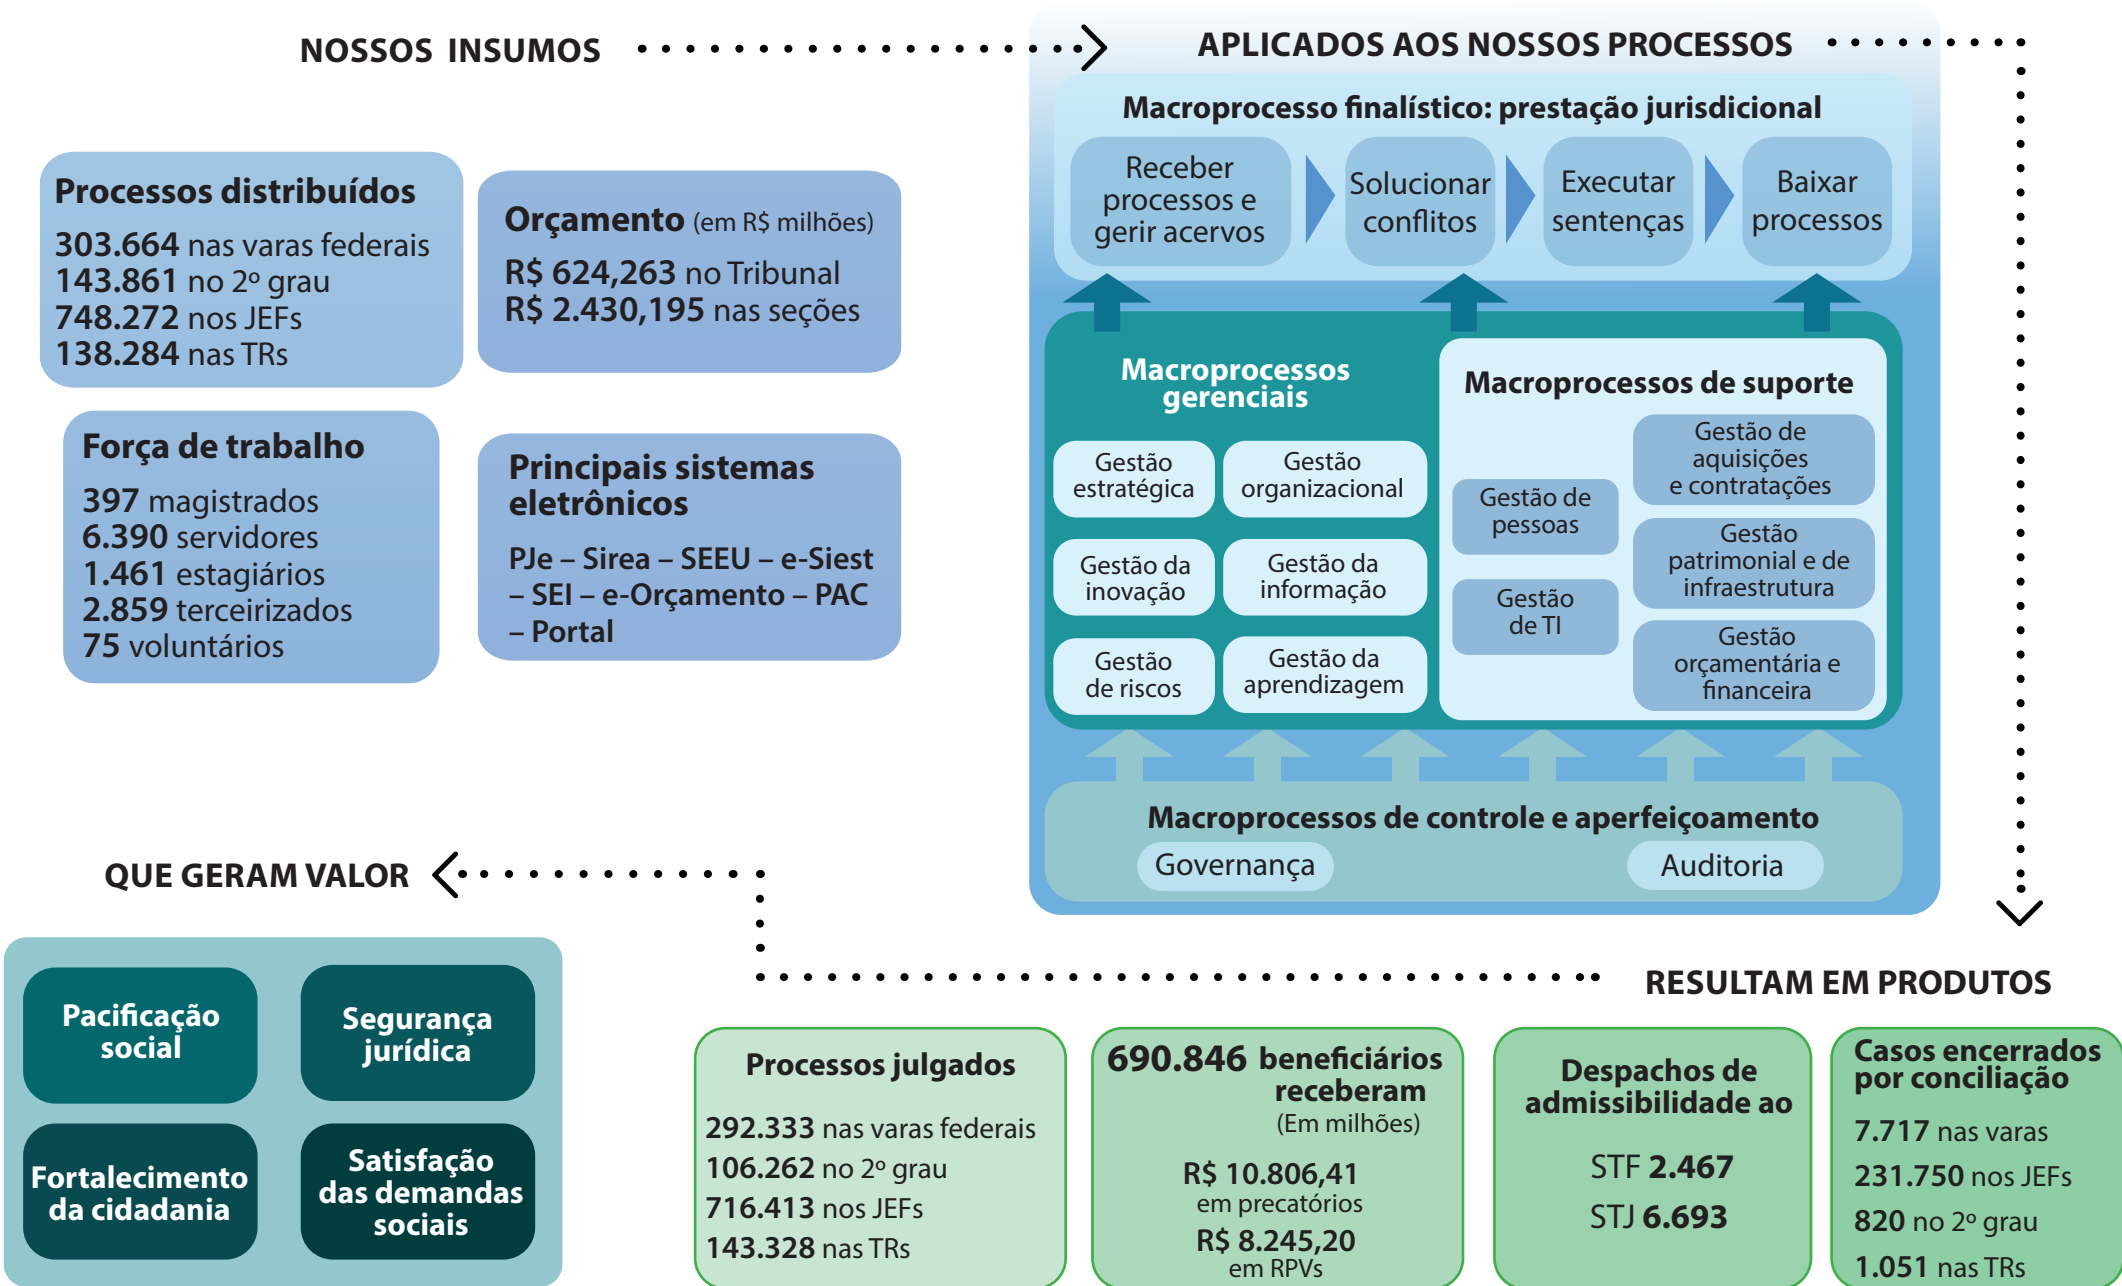 NOSSOS INSUMOS
Processos distribuídos
303.664 nas varas federais
143.861 no 2º grau
748.272 nos JEFs
138.284 nas TRs
Orçamento (em R$ milhões)
R$ 624,263 no Tribunal
R$ 2.430,195 nas seções
Força de trabalho
397 magistrados
6.390 servidores
1.461 estagiários
2.859 terceirizados
75 voluntários
Principais sistemas
eletrônicos
PJe – Sirea – SEEU – e-Siest
– SEI – e-Orçamento – PAC
– Portal
APLICADOS AOS NOSSOS PROCESSOS
Macroprocesso finalístico: prestação jurisdicional
Receber
processos e
gerir acervos
Solucionar
conflitos
Executar
sentenças
Baixar
processos
Macroprocessos
gerenciais
Gestão
estratégica
Gestão
organizacional
Gestão da
inovação
Gestão da
informação
Gestão
de riscos
Gestão da
aprendizagem
Macroprocessos de suporte
Gestão de
pessoas
Gestão
de TI
Gestão de
aquisições
e contratações
Gestão
patrimonial e de
infraestrutura
Gestão
orçamentária e
financeira
Macroprocessos de controle e aperfeiçoamento
Governança
Auditoria
RESULTAM EM PRODUTOS
Processos julgados
292.333 nas varas federais
106.262 no 2º grau
716.413 nos JEFs
143.328 nas TRs
690.846 beneficiários
receberam
(Em milhões)
R$ 10.806,41
em precatórios
R$ 8.245,20
em RPVs
Despachos de
admissibilidade ao
STF 2.467
STJ 6.693
Casos encerrados
por conciliação
7.717 nas varas
231.750 nos JEFs
820 no 2º grau
1.051 nas TRs
QUE GERAM VALOR
Pacificação
social
Segurança
jurídica
Fortalecimento
da cidadania
Satisfação
das demandas
sociais